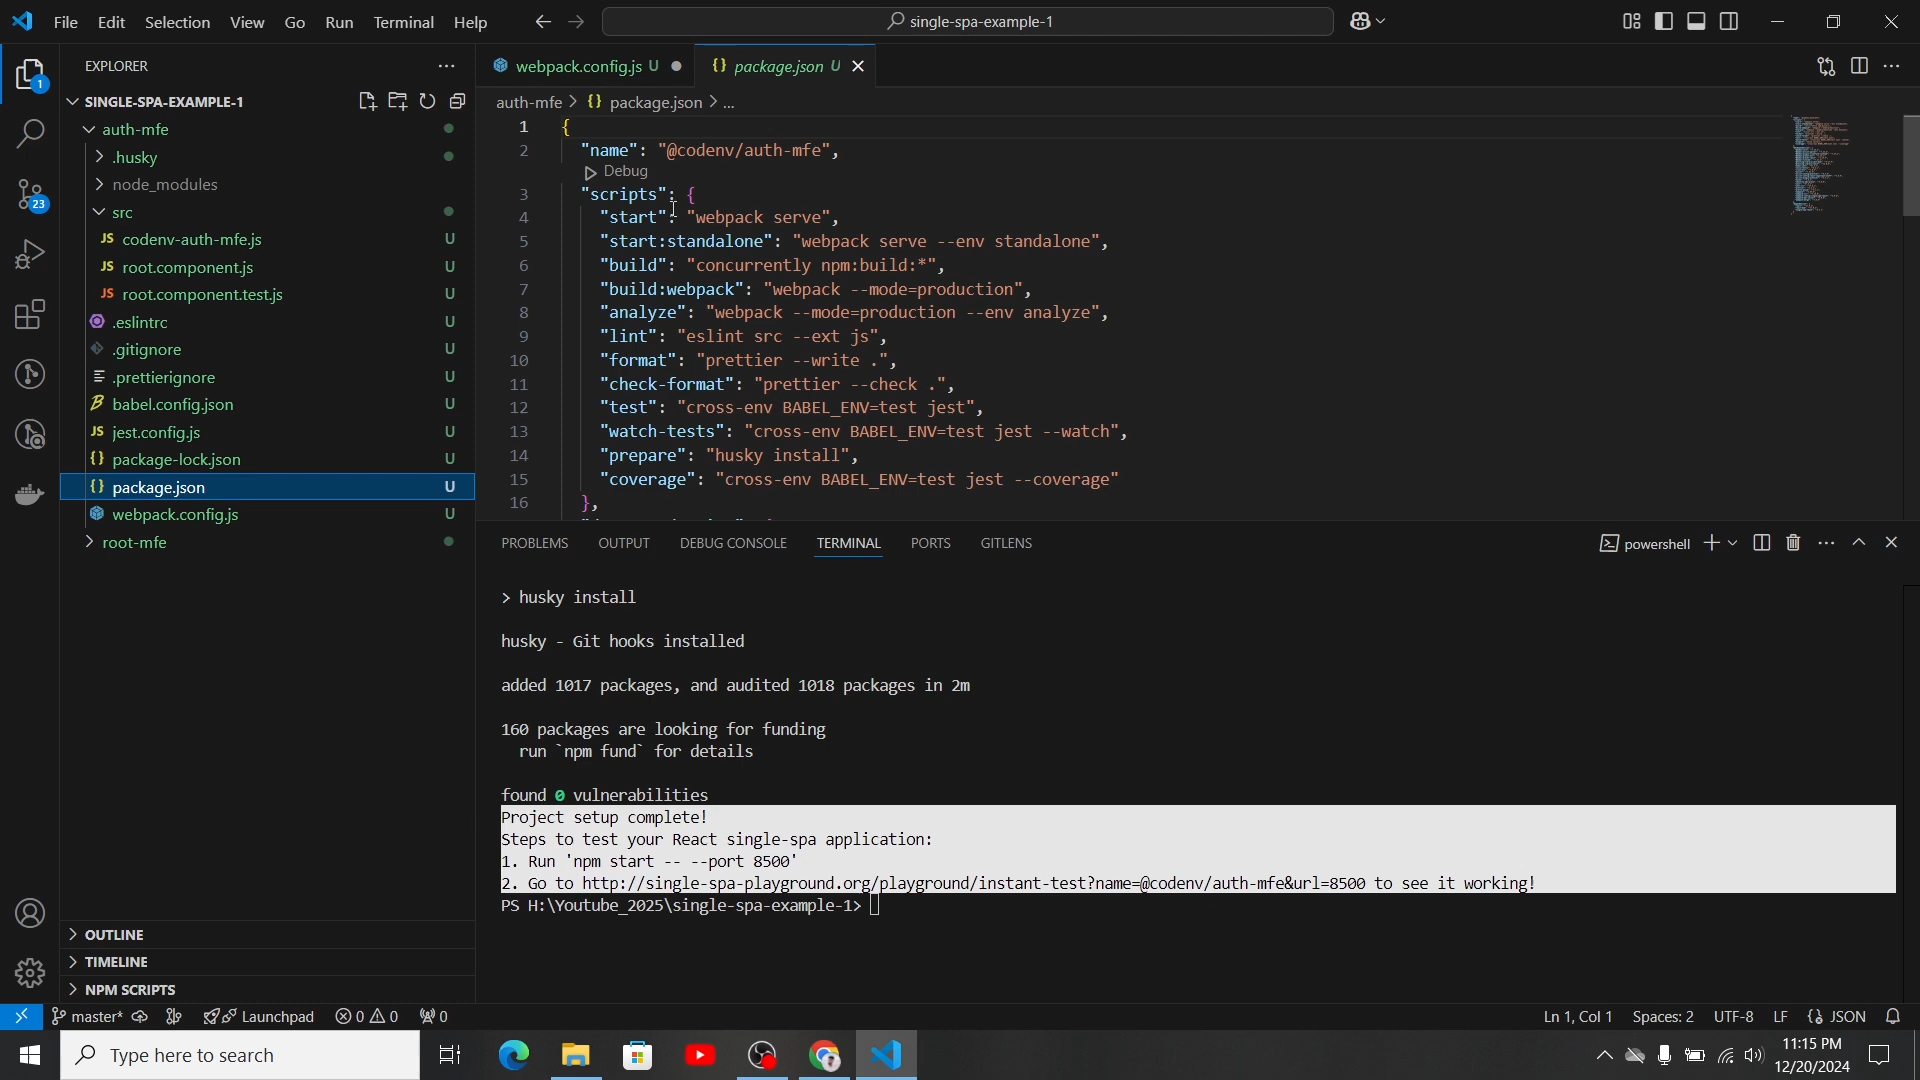 File Edit Selection View Go Run Terminal Help
single-spa-example-1
EXPLORER
SINGLE-SPA-EXAMPLE-1
auth-mfe
.husky
node_modules
src
codenv-auth-mfe.js U
root.component.js U
root.component.test.js U
.eslintrc U
.gitignore U
.prettierignore U
babel.config.json U
jest.config.js U
package-lock.json U
package.json U
webpack.config.js U
root-mfe
OUTLINE
TIMELINE
NPM SCRIPTS
1
23
webpack.config.js U
package.json U
auth-mfe > {} package.json > ...
1 {
2 "name": "@codenv/auth-mfe",
Debug
3 "scripts": {
4 "start": "webpack serve",
5 "start:standalone": "webpack serve --env standalone",
6 "build": "concurrently npm:build:*",
7 "build:webpack": "webpack --mode=production",
8 "analyze": "webpack --mode=production --env analyze",
9 "lint": "eslint src --ext js",
10 "format": "prettier --write .",
11 "check-format": "prettier --check .",
12 "test": "cross-env BABEL_ENV=test jest",
13 "watch-tests": "cross-env BABEL_ENV=test jest --watch",
14 "prepare": "husky install",
15 "coverage": "cross-env BABEL_ENV=test jest --coverage"
16 },
PROBLEMS OUTPUT DEBUG CONSOLE TERMINAL PORTS GITLENS
powershell
> husky install
husky - Git hooks installed
added 1017 packages, and audited 1018 packages in 2m
160 packages are looking for funding
run `npm fund` for details
found 0 vulnerabilities
Project setup complete!
Steps to test your React single-spa application:
1. Run 'npm start -- --port 8500'
2. Go to http://single-spa-playground.org/playground/instant-test?name=@codenv/auth-mfe&url=8500 to see it working!
PS H:\Youtube_2025\single-spa-example-1>
master* Launchpad 0 0 0
Ln 1, Col 1 Spaces: 2 UTF-8 LF {} JSON
Type here to search
11:15 PM
12/20/2024